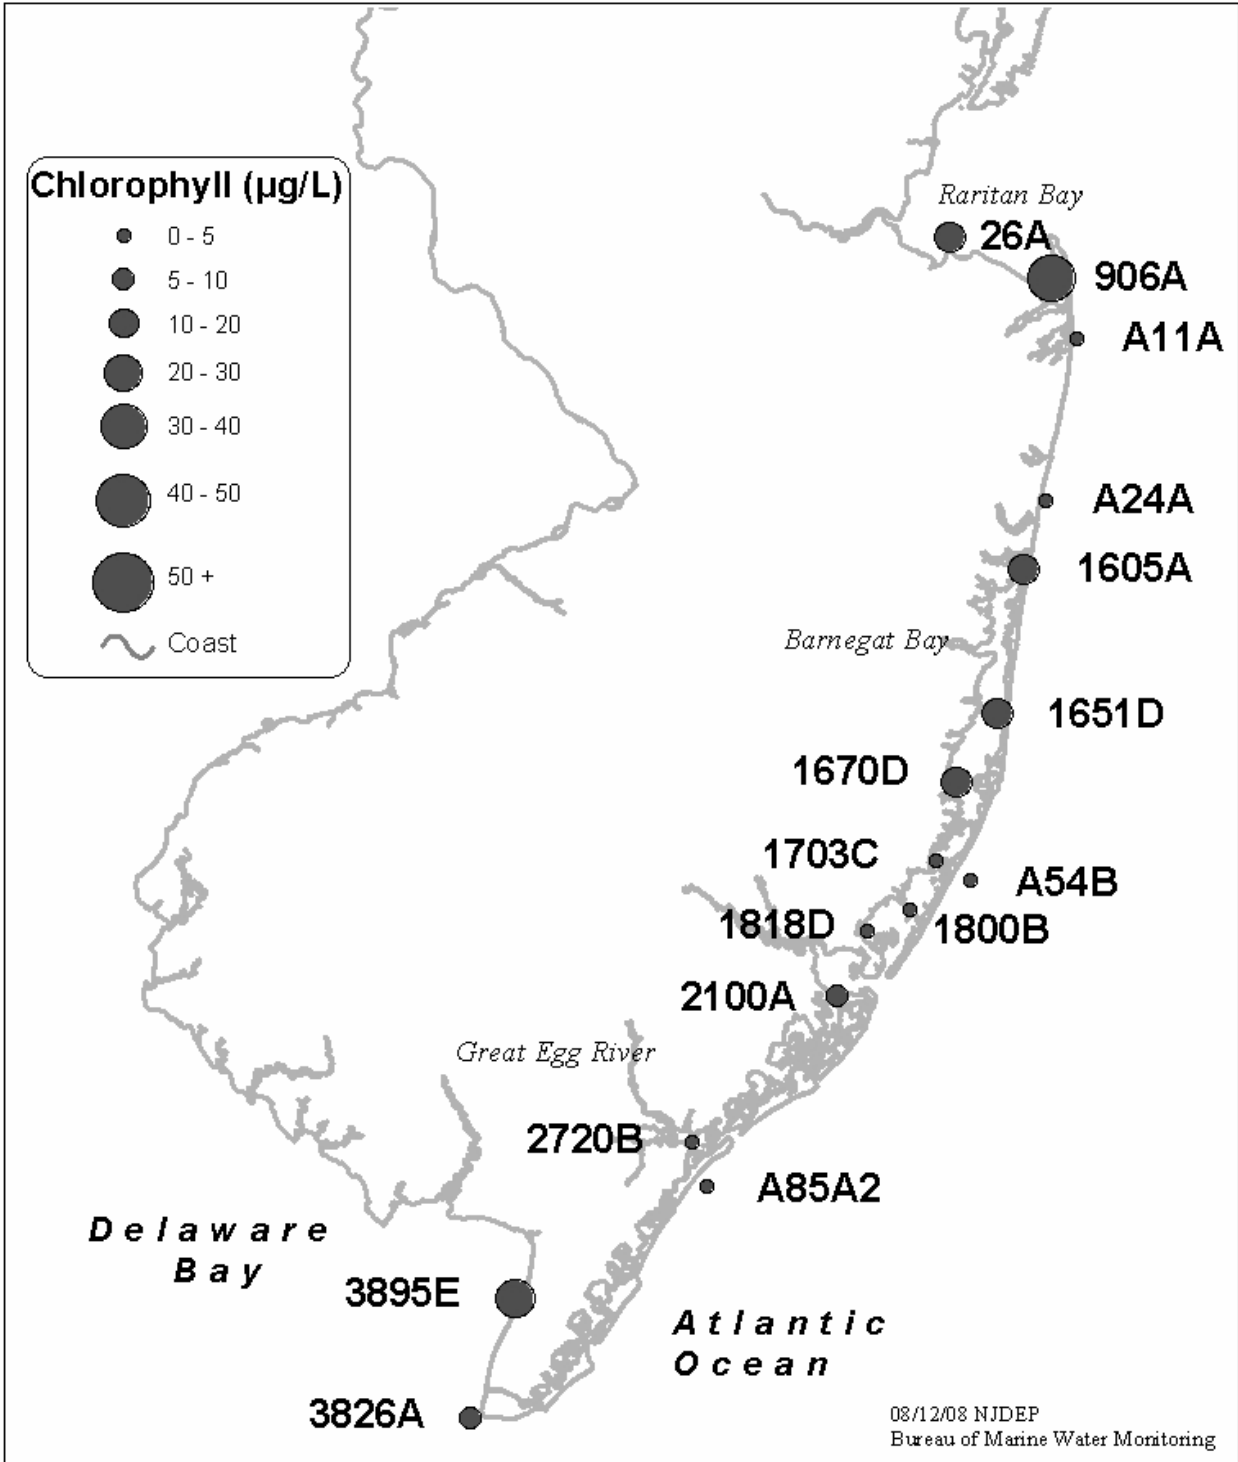 Chlorophyll (µg/L)
0 - 5
5 - 10
10 - 20
20 - 30
30 - 40
40 - 50
50 +
Coast
Raritan Bay
26A
906A
A11A
A24A
1605A
Barnegat Bay
1651D
1670D
1703C
A54B
1818D
1800B
2100A
Great Egg River
2720B
A85A2
Delaware
Bay
3895E
Atlantic
Ocean
3826A
08/12/08 NJDEP
Bureau of Marine Water Monitoring